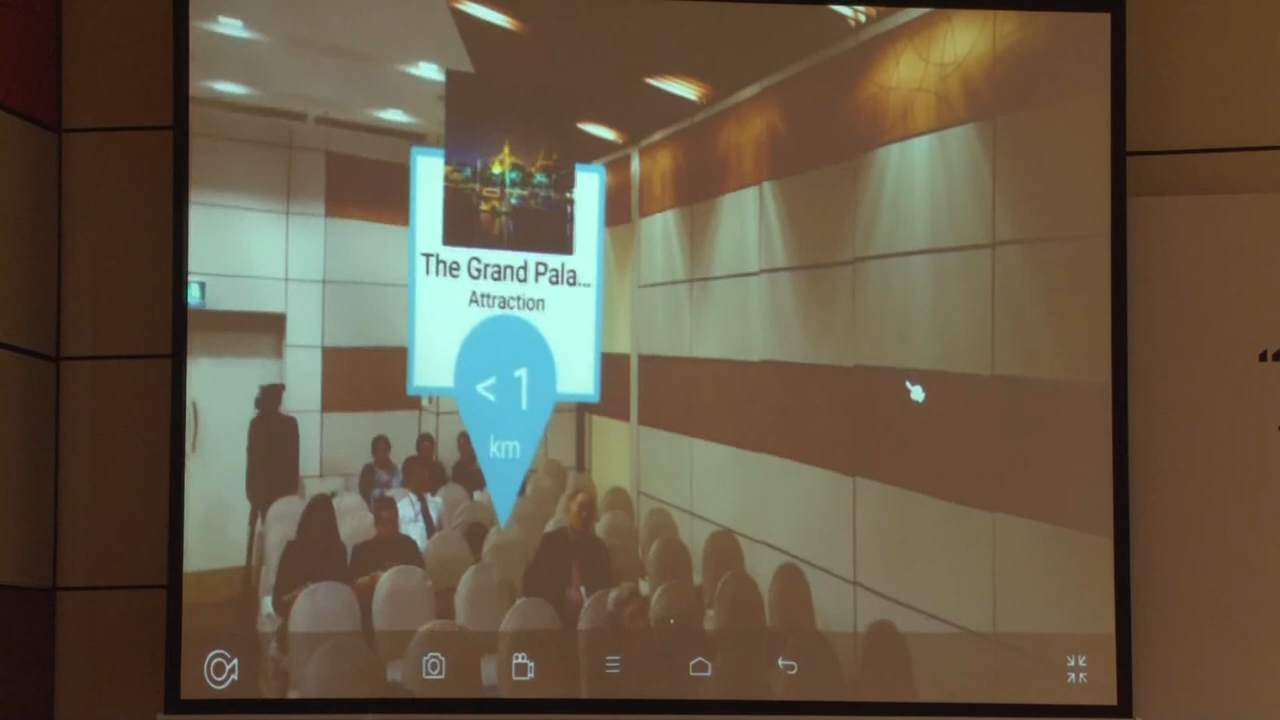 The Grand Pala...
Attraction
< 1
km